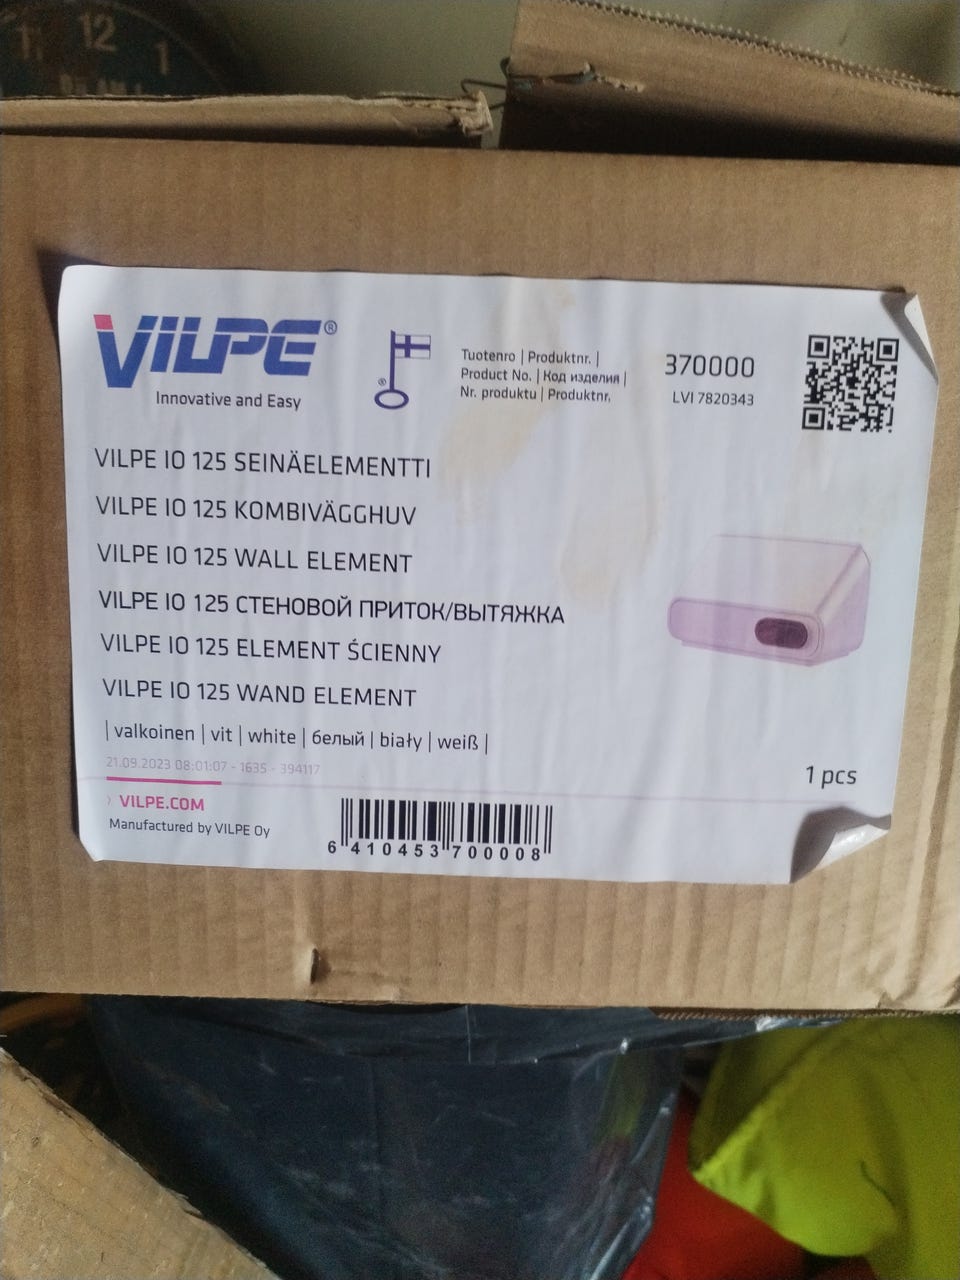 12
1
VILPE®
Innovative and Easy
®
Tuotenro | Produktnr. |
Product No. | Код изделия |
Nr. produktu | Produktnr.
370000
LVI 7820343
VILPE IO 125 SEINÄELEMENTTI
VILPE IO 125 KOMBIVÄGGHUV
VILPE IO 125 WALL ELEMENT
VILPE IO 125 СТЕНОВОЙ ПРИТОК/ВЫТЯЖКА
VILPE IO 125 ELEMENT ŚCIENNY
VILPE IO 125 WAND ELEMENT
| valkoinen | vit | white | белый | biały | weiß |
21.09.2023 08:01:07 - 1635 - 394117
1 pcs
› VILPE.COM
Manufactured by VILPE Oy
6 410453 700008